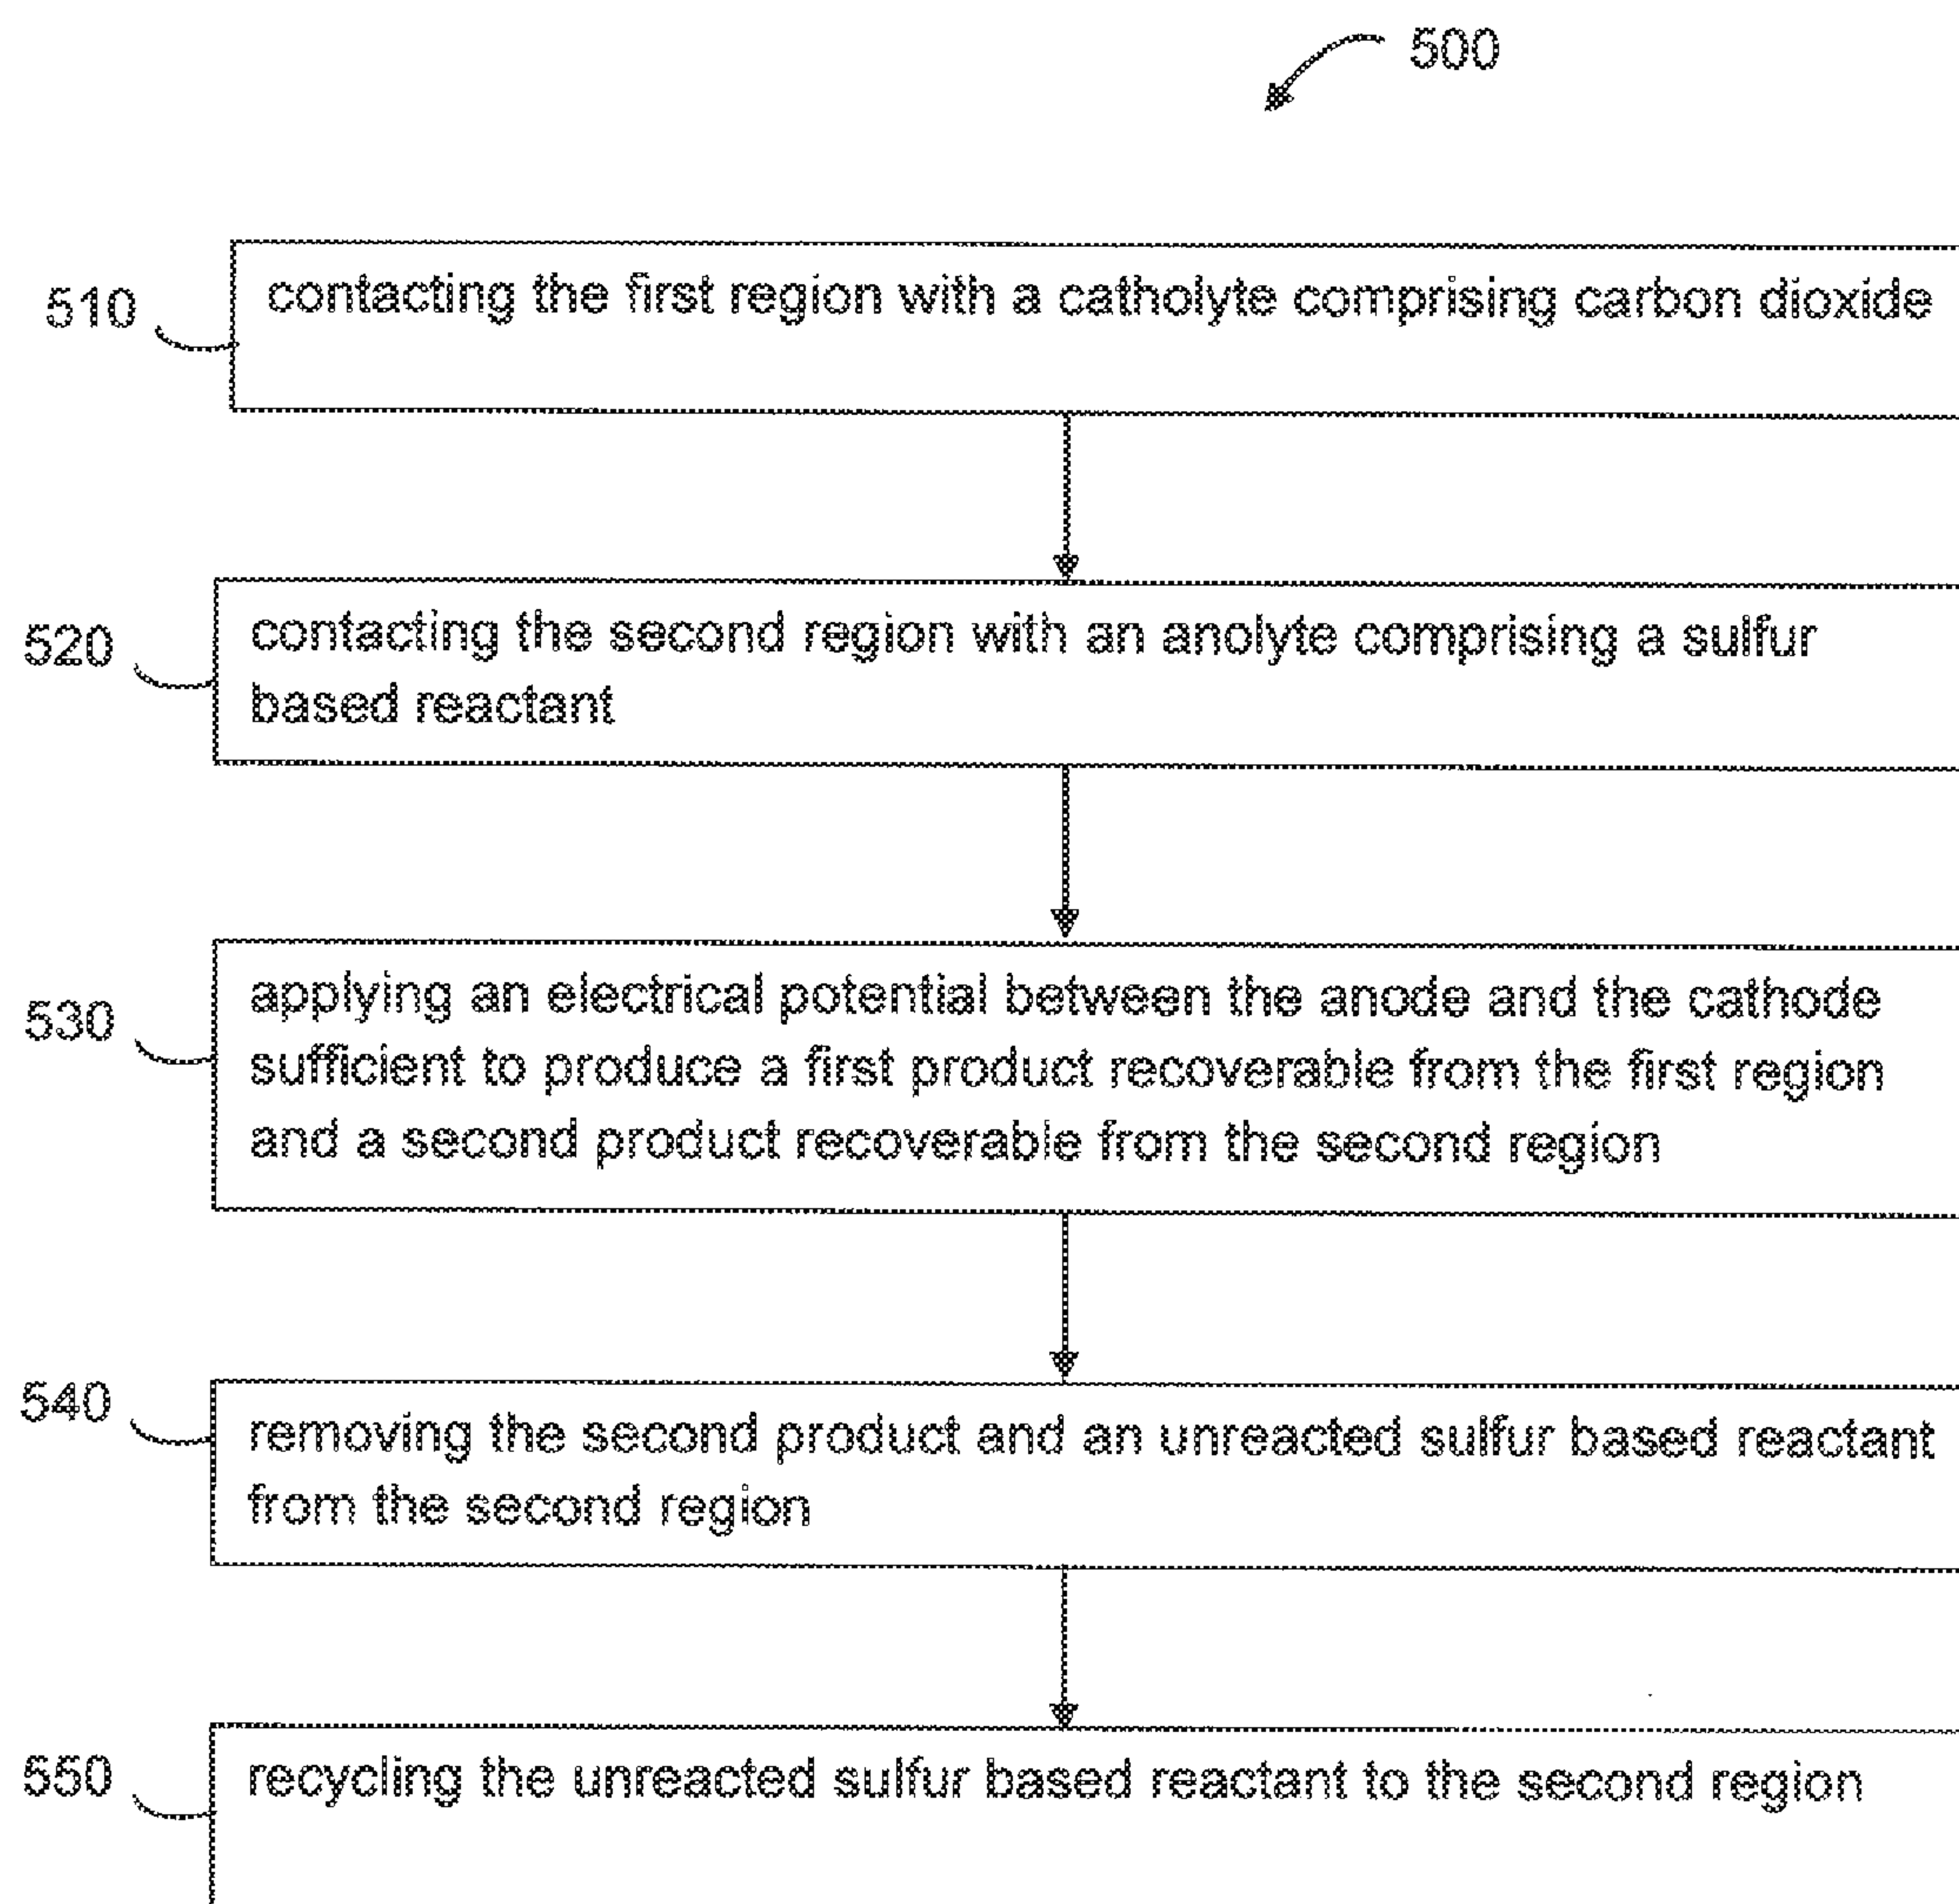 500
510
contacting the first region with a catholyte comprising carbon dioxide
520
contacting the second region with an anolyte comprising a sulfur
based reactant
530
applying an electrical potential between the anode and the cathode
sufficient to produce a first product recoverable from the first region
and a second product recoverable from the second region
540
removing the second product and an unreacted sulfur based reactant
from the second region
550
recycling the unreacted sulfur based reactant to the second region